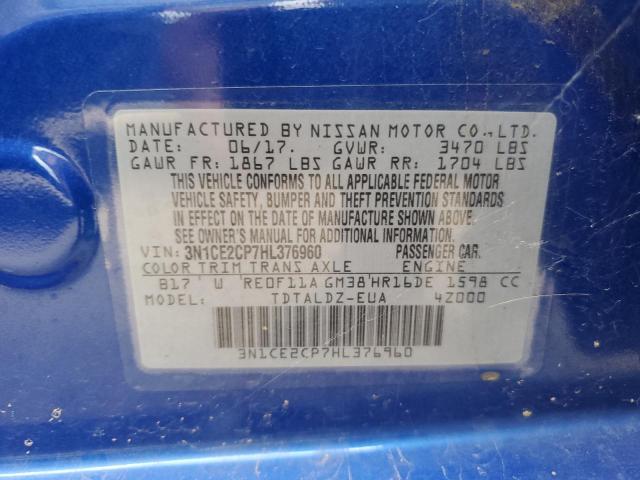 MANUFACTURED BY NISSAN MOTOR CO.,LTD.
DATE: 06/17. GVWR: 3470 LBS
GAWR FR: 1867 LBS GAWR RR: 1704 LBS
THIS VEHICLE CONFORMS TO ALL APPLICABLE FEDERAL MOTOR
VEHICLE SAFETY, BUMPER AND THEFT PREVENTION STANDARDS
IN EFFECT ON THE DATE OF MANUFACTURE SHOWN ABOVE.
SEE OWNER'S MANUAL FOR ADDITIONAL INFORMATION.
VIN: 3N1CE2CP7HL376960 PASSENGER CAR.
COLOR TRIM TRANS AXLE ENGINE
B17 W RE0F11A GM38 HR16DE 1598 CC
MODEL: TDTALDZ-EUA 4Z000
3N1CE2CP7HL376960